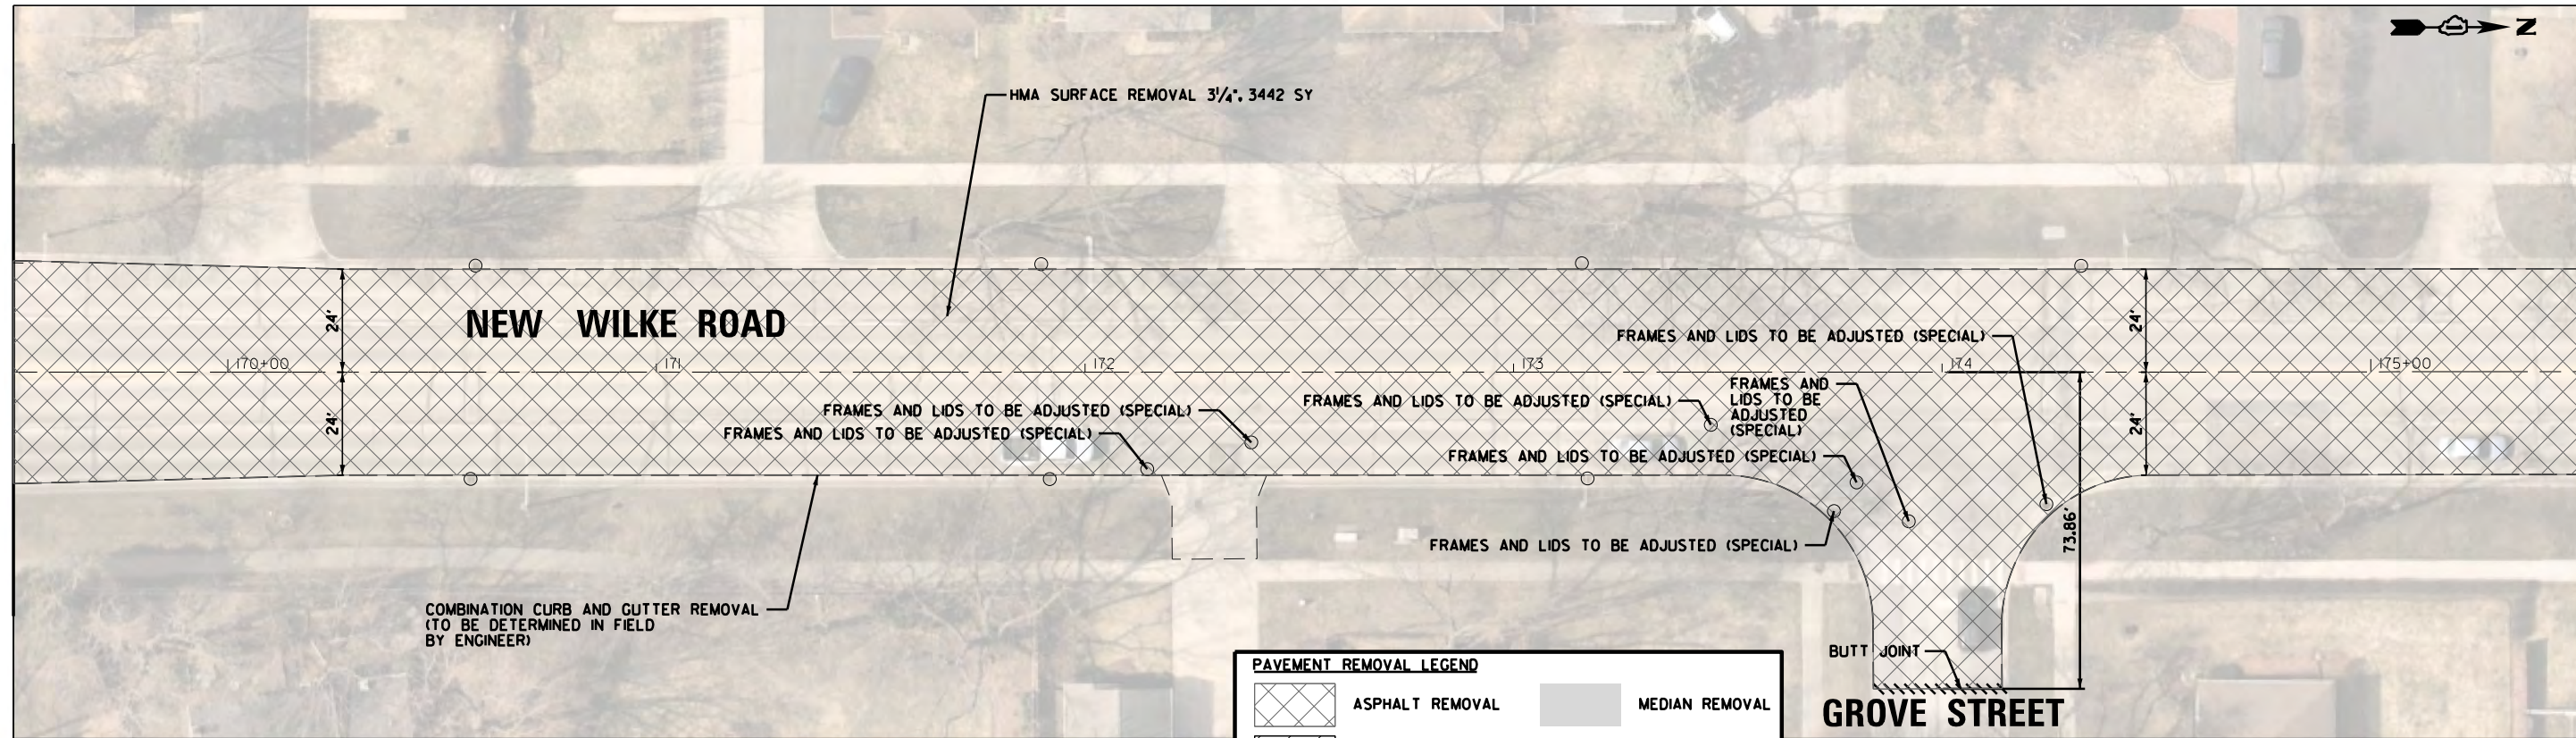 N
HMA SURFACE REMOVAL 3 1/4", 3442 SY
24'
NEW WILKE ROAD
24'
FRAMES AND LIDS TO BE ADJUSTED (SPECIAL)
170+00
171
172
173
174
175+00
24'
FRAMES AND LIDS TO BE ADJUSTED (SPECIAL)
FRAMES AND LIDS TO BE ADJUSTED (SPECIAL)
FRAMES AND LIDS TO BE ADJUSTED (SPECIAL)
FRAMES AND
LIDS TO BE
ADJUSTED
(SPECIAL)
24'
FRAMES AND LIDS TO BE ADJUSTED (SPECIAL)
FRAMES AND LIDS TO BE ADJUSTED (SPECIAL)
73.86'
COMBINATION CURB AND GUTTER REMOVAL
(TO BE DETERMINED IN FIELD
BY ENGINEER)
BUTT JOINT
GROVE STREET
PAVEMENT REMOVAL LEGEND
ASPHALT REMOVAL
MEDIAN REMOVAL